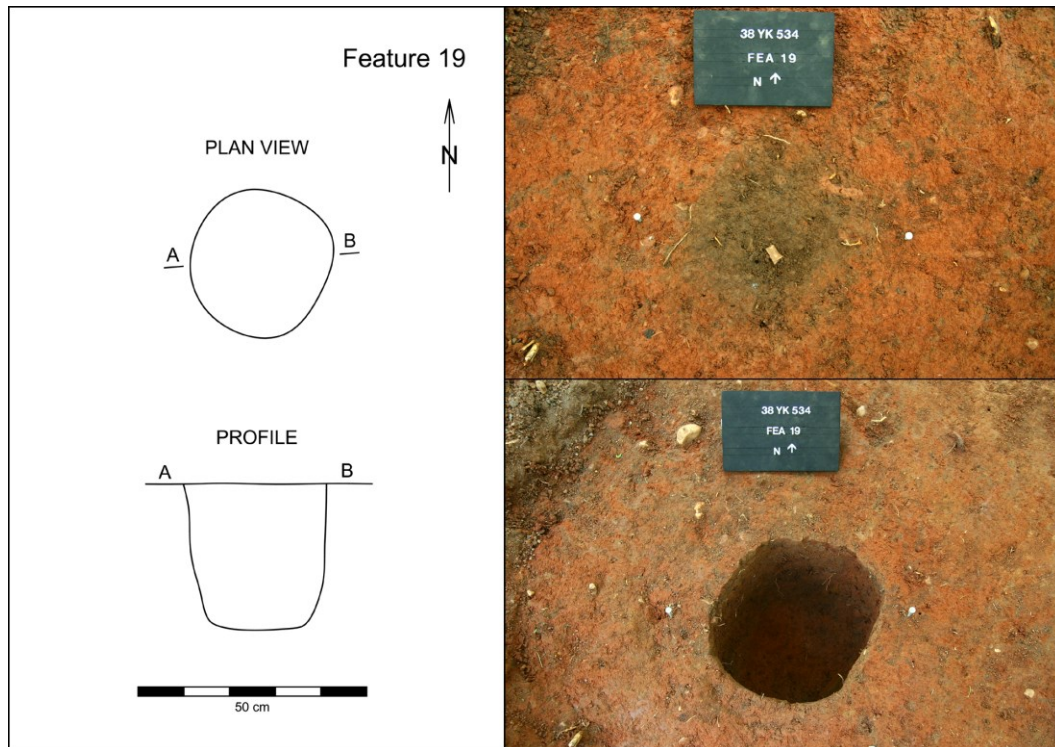 Feature 19
N
PLAN VIEW
A
B
PROFILE
A
B
50 cm
38 YK 534
FEA 19
N ↑
38 YK 534
FEA 19
N ↑